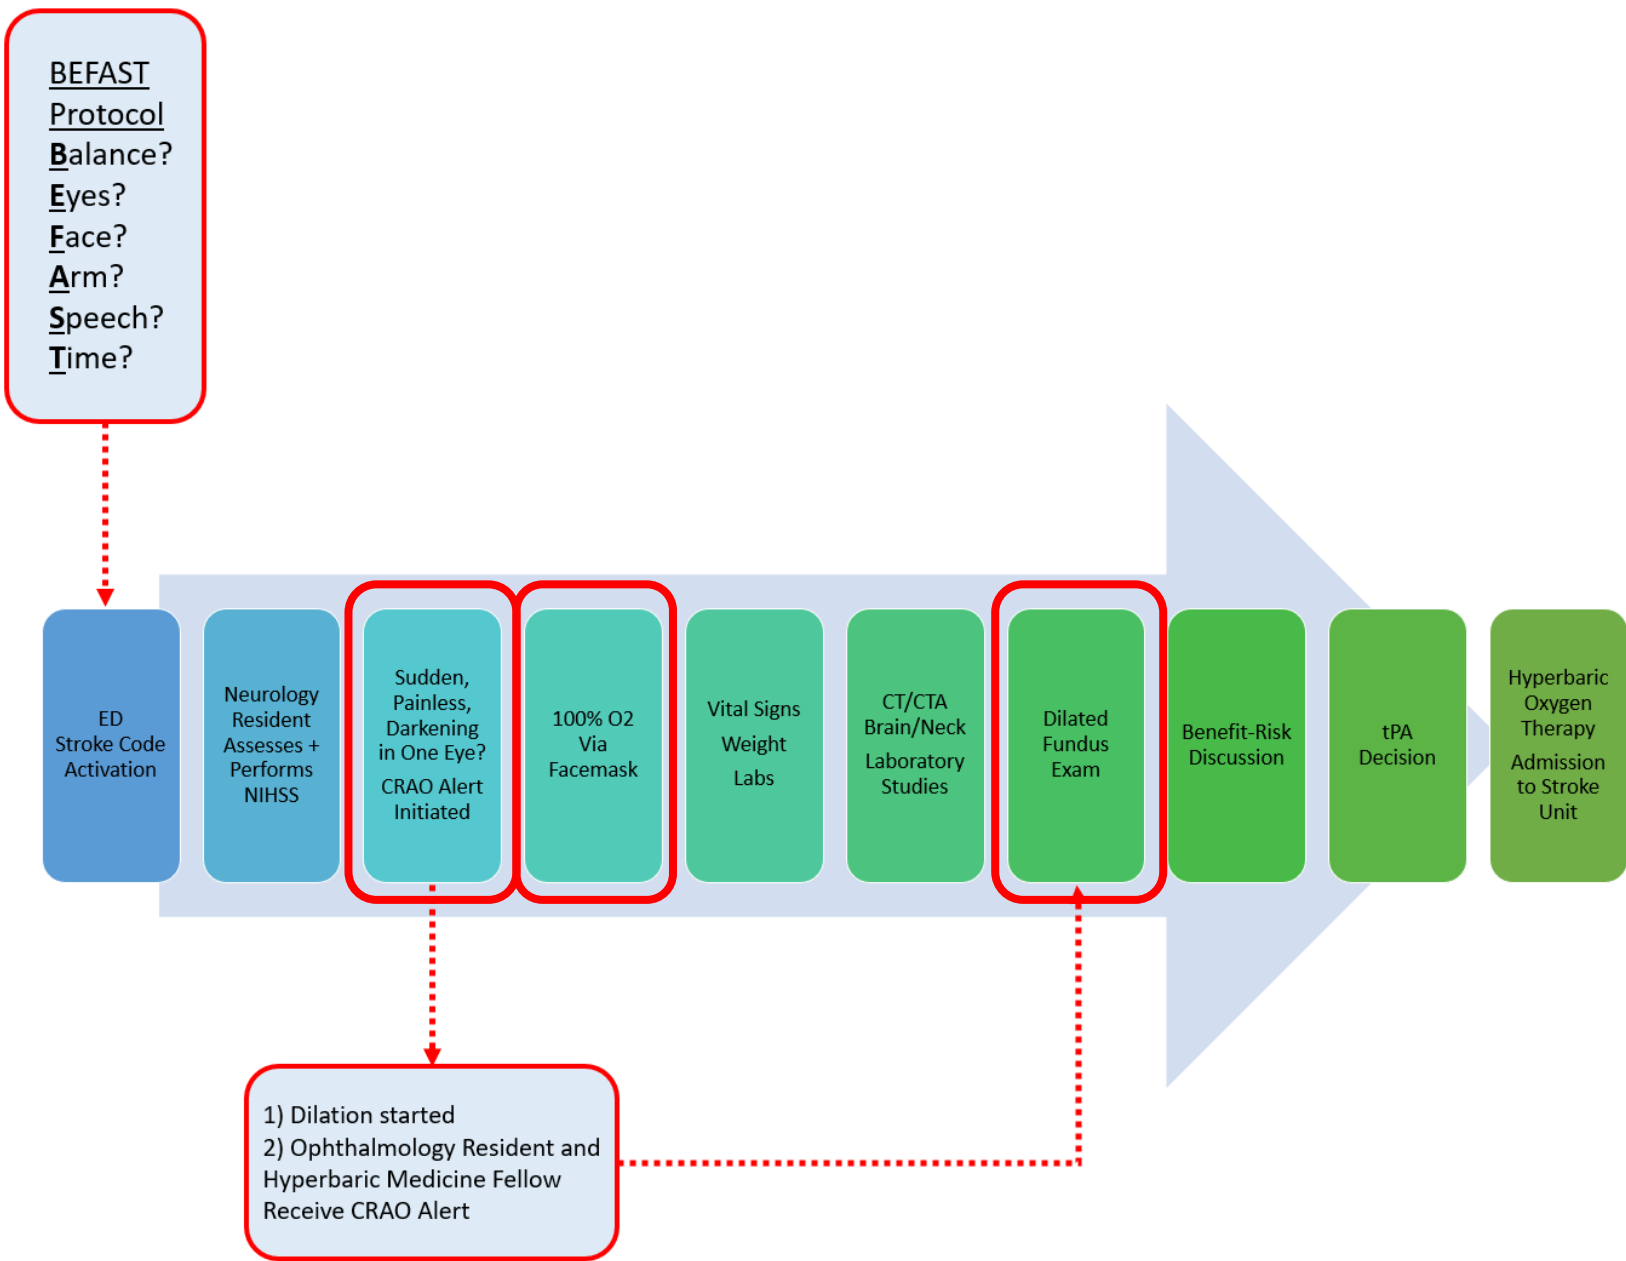 BEFAST
Protocol
Balance?
Eyes?
Face?
Arm?
Speech?
Time?
ED
Stroke Code
Activation
Neurology
Resident
Assesses +
Performs
NIHSS
Sudden,
Painless,
Darkening
in One Eye?
CRAO Alert
Initiated
100% O2
Via
Facemask
Vital Signs
Weight
Labs
CT/CTA
Brain/Neck
Laboratory
Studies
Dilated
Fundus
Exam
Benefit-Risk
Discussion
tPA
Decision
Hyperbaric
Oxygen
Therapy
Admission
to Stroke
Unit
1) Dilation started
2) Ophthalmology Resident and
Hyperbaric Medicine Fellow
Receive CRAO Alert